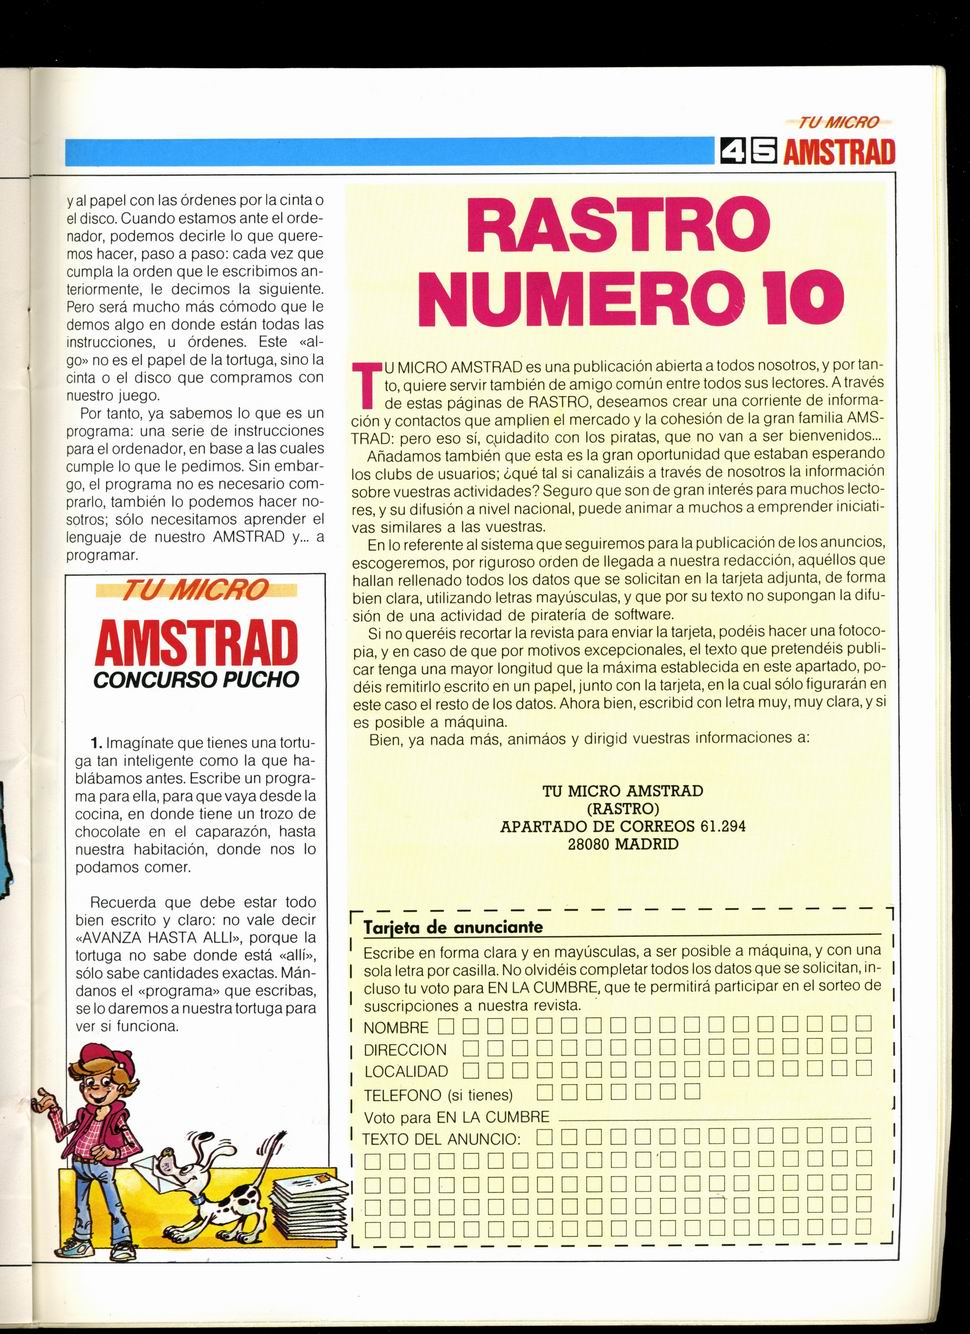 TU MICRO
45 AMSTRAD
y al papel con las órdenes por la cinta o
el disco. Cuando estamos ante el orde-
nador, podemos decirle lo que quere-
mos hacer, paso a paso: cada vez que
cumpla la orden que le escribimos an-
teriormente, le decimos la siguiente.
Pero será mucho más cómodo que le
demos algo en donde están todas las
instrucciones, u órdenes. Este «al-
go» no es el papel de la tortuga, sino la
cinta o el disco que compramos con
nuestro juego.
Por tanto, ya sabemos lo que es un
programa: una serie de instrucciones
para el ordenador, en base a las cuales
cumple lo que le pedimos. Sin embar-
go, el programa no es necesario com-
prarlo, también lo podemos hacer no-
sotros; sólo necesitamos aprender el
lenguaje de nuestro AMSTRAD y... a
programar.
TU MICRO
AMSTRAD
CONCURSO PUCHO
1. Imagínate que tienes una tortu-
ga tan inteligente como la que ha-
blábamos antes. Escribe un progra-
ma para ella, para que vaya desde la
cocina, en donde tiene un trozo de
chocolate en el caparazón, hasta
nuestra habitación, donde nos lo
podamos comer.
Recuerda que debe estar todo
bien escrito y claro: no vale decir
«AVANZA HASTA ALLI», porque la
tortuga no sabe donde está «allí»,
sólo sabe cantidades exactas. Mán-
danos el «programa» que escribas,
se lo daremos a nuestra tortuga para
ver si funciona.
RASTRO
NUMERO 10
TU MICRO AMSTRAD es una publicación abierta a todos nosotros, y por tan-
to, quiere servir también de amigo común entre todos sus lectores. A través
de estas páginas de RASTRO, deseamos crear una corriente de informa-
ción y contactos que amplien el mercado y la cohesión de la gran familia AMS-
TRAD: pero eso sí, cuidadito con los piratas, que no van a ser bienvenidos...
Añadamos también que esta es la gran oportunidad que estaban esperando
los clubs de usuarios; ¿qué tal si canalizáis a través de nosotros la información
sobre vuestras actividades? Seguro que son de gran interés para muchos lecto-
res, y su difusión a nivel nacional, puede animar a muchos a emprender iniciati-
vas similares a las vuestras.
En lo referente al sistema que seguiremos para la publicación de los anuncios,
escogeremos, por riguroso orden de llegada a nuestra redacción, aquéllos que
hallan rellenado todos los datos que se solicitan en la tarjeta adjunta, de forma
bien clara, utilizando letras mayúsculas, y que por su texto no supongan la difu-
sión de una actividad de piratería de software.
Si no queréis recortar la revista para enviar la tarjeta, podéis hacer una fotoco-
pia, y en caso de que por motivos excepcionales, el texto que pretendéis publi-
car tenga una mayor longitud que la máxima establecida en este apartado, po-
déis remitirlo escrito en un papel, junto con la tarjeta, en la cual sólo figurarán en
este caso el resto de los datos. Ahora bien, escribid con letra muy, muy clara, y si
es posible a máquina.
Bien, ya nada más, animáos y dirigid vuestras informaciones a:
TU MICRO AMSTRAD
(RASTRO)
APARTADO DE CORREOS 61.294
28080 MADRID
Tarjeta de anunciante
Escribe en forma clara y en mayúsculas, a ser posible a máquina, y con una
sola letra por casilla. No olvidéis completar todos los datos que se solicitan, in-
cluso tu voto para EN LA CUMBRE, que te permitirá participar en el sorteo de
suscripciones a nuestra revista.
NOMBRE
DIRECCION
LOCALIDAD
TELEFONO (si tienes)
Voto para EN LA CUMBRE
TEXTO DEL ANUNCIO: